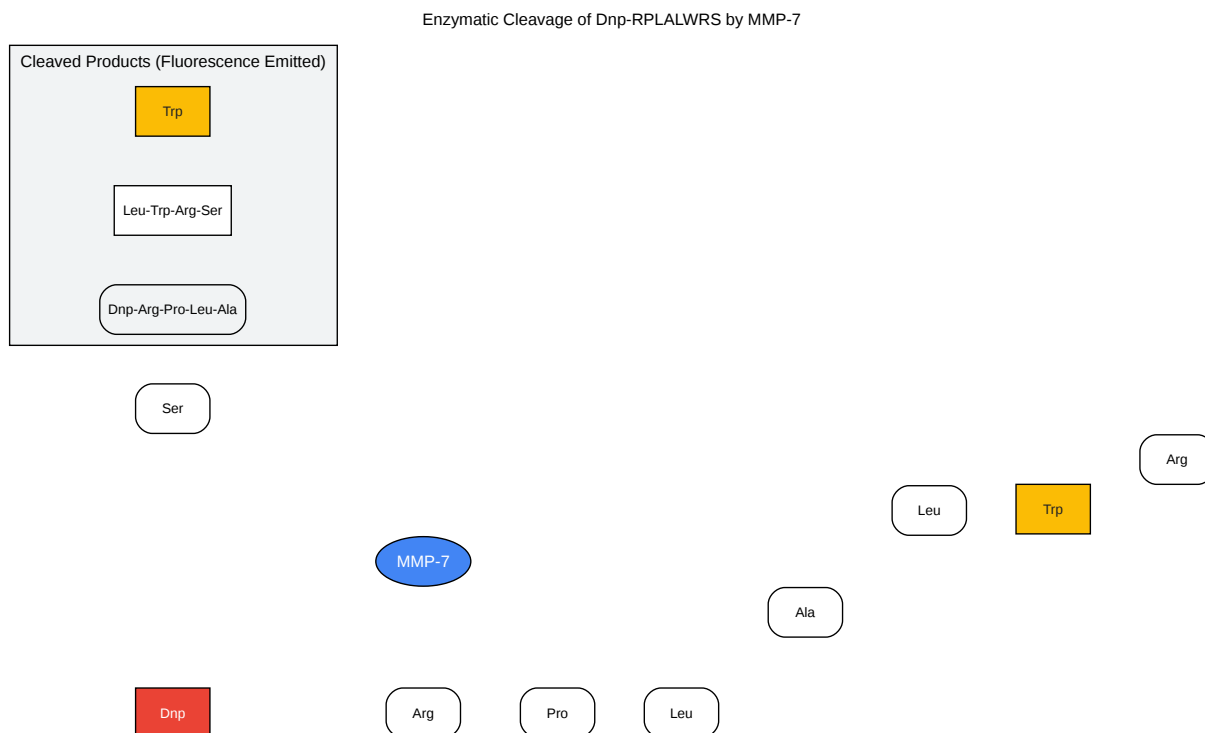 Enzymatic Cleavage of Dnp-RPLALWRS by MMP-7
Cleaved Products (Fluorescence Emitted)
Trp
Leu-Trp-Arg-Ser
Dnp-Arg-Pro-Leu-Ala
Ser
Arg
Leu
Trp
MMP-7
Ala
Dnp
Arg
Pro
Leu